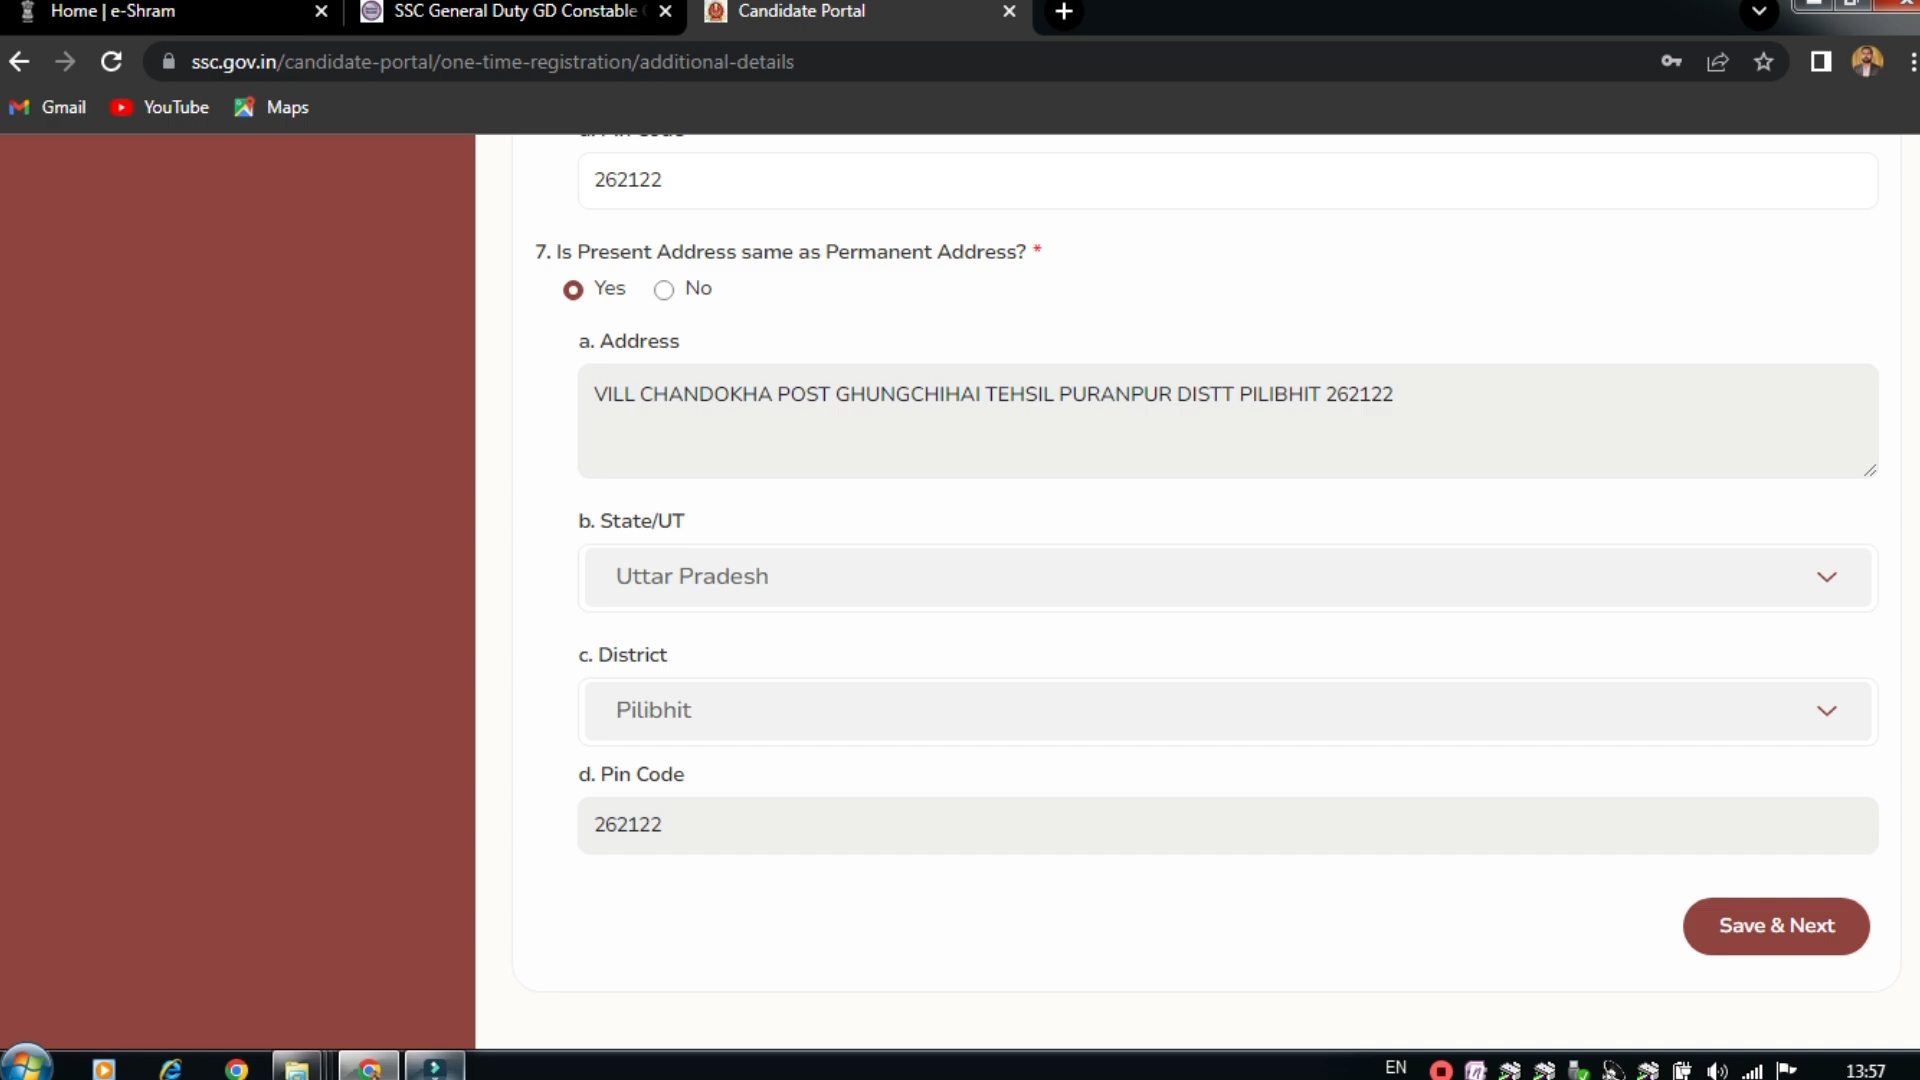 Home | e-Shram
SSC General Duty GD Constable
Candidate Portal
ssc.gov.in/candidate-portal/one-time-registration/additional-details
Gmail
YouTube
Maps
262122
7. Is Present Address same as Permanent Address? *
Yes
No
a. Address
VILL CHANDOKHA POST GHUNGCHIHAI TEHSIL PURANPUR DISTT PILIBHIT 262122
b. State/UT
Uttar Pradesh
c. District
Pilibhit
d. Pin Code
262122
Save & Next
EN
13:57